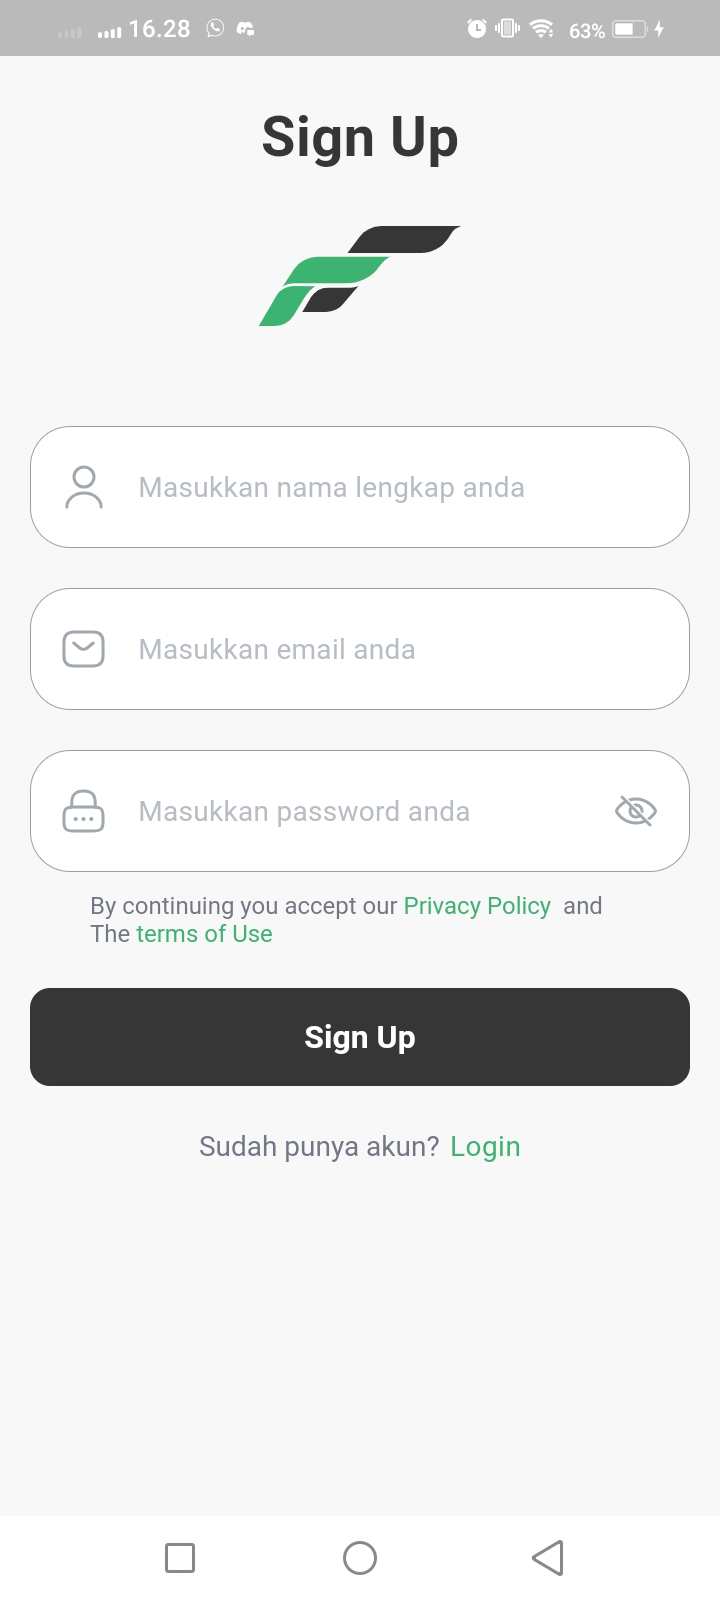 16.28 63%
Sign Up
Masukkan nama lengkap anda
Masukkan email anda
Masukkan password anda
By continuing you accept our Privacy Policy and
The terms of Use
Sign Up
Sudah punya akun? Login